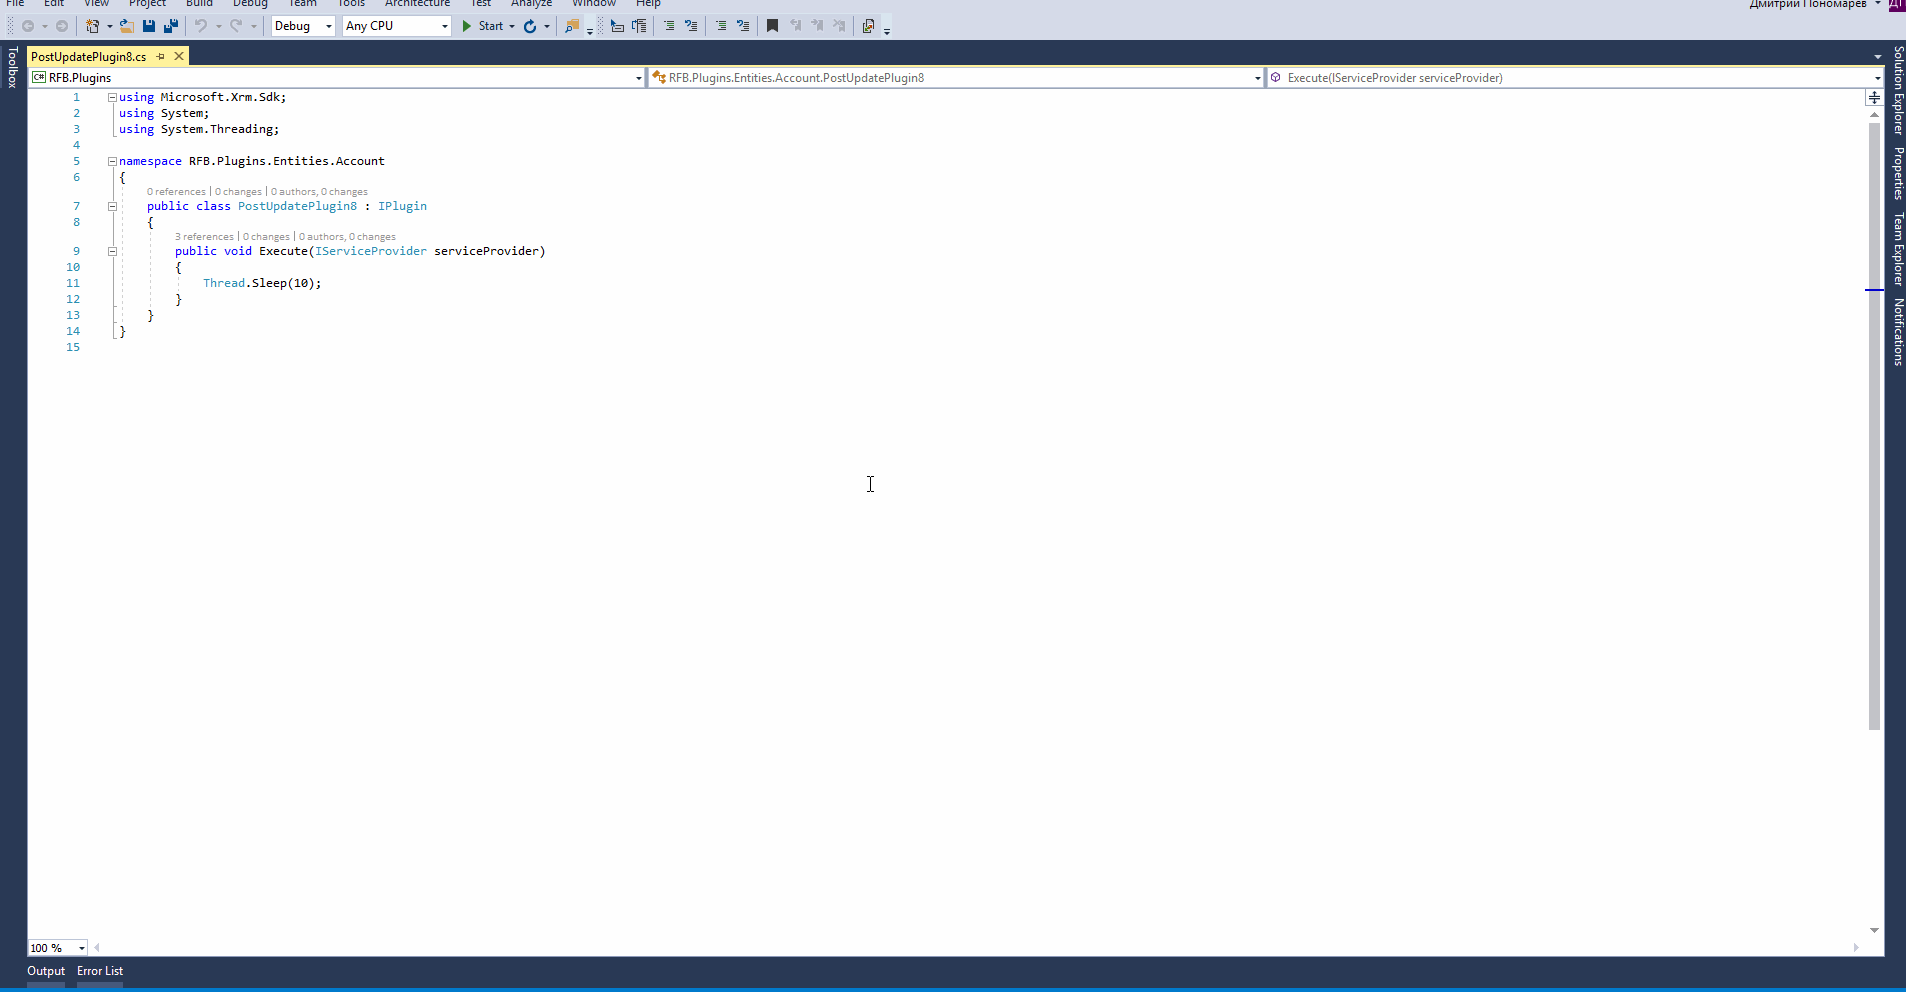 File Edit View Project Build Debug Team Tools Architecture Test Analyze Window Help Дмитрий Пономарев ДП
Debug Any CPU Start
PostUpdatePlugin8.cs
C# RFB.Plugins RFB.Plugins.Entities.Account.PostUpdatePlugin8 Execute(IServiceProvider serviceProvider)
1 using Microsoft.Xrm.Sdk;
2 using System;
3 using System.Threading;
4
5 namespace RFB.Plugins.Entities.Account
6 {
0 references | 0 changes | 0 authors, 0 changes
7 public class PostUpdatePlugin8 : IPlugin
8 {
3 references | 0 changes | 0 authors, 0 changes
9 public void Execute(IServiceProvider serviceProvider)
10 {
11 Thread.Sleep(10);
12 }
13 }
14 }
15
100 %
Output Error List
Toolbox
Solution Explorer
Properties
Team Explorer
Notifications